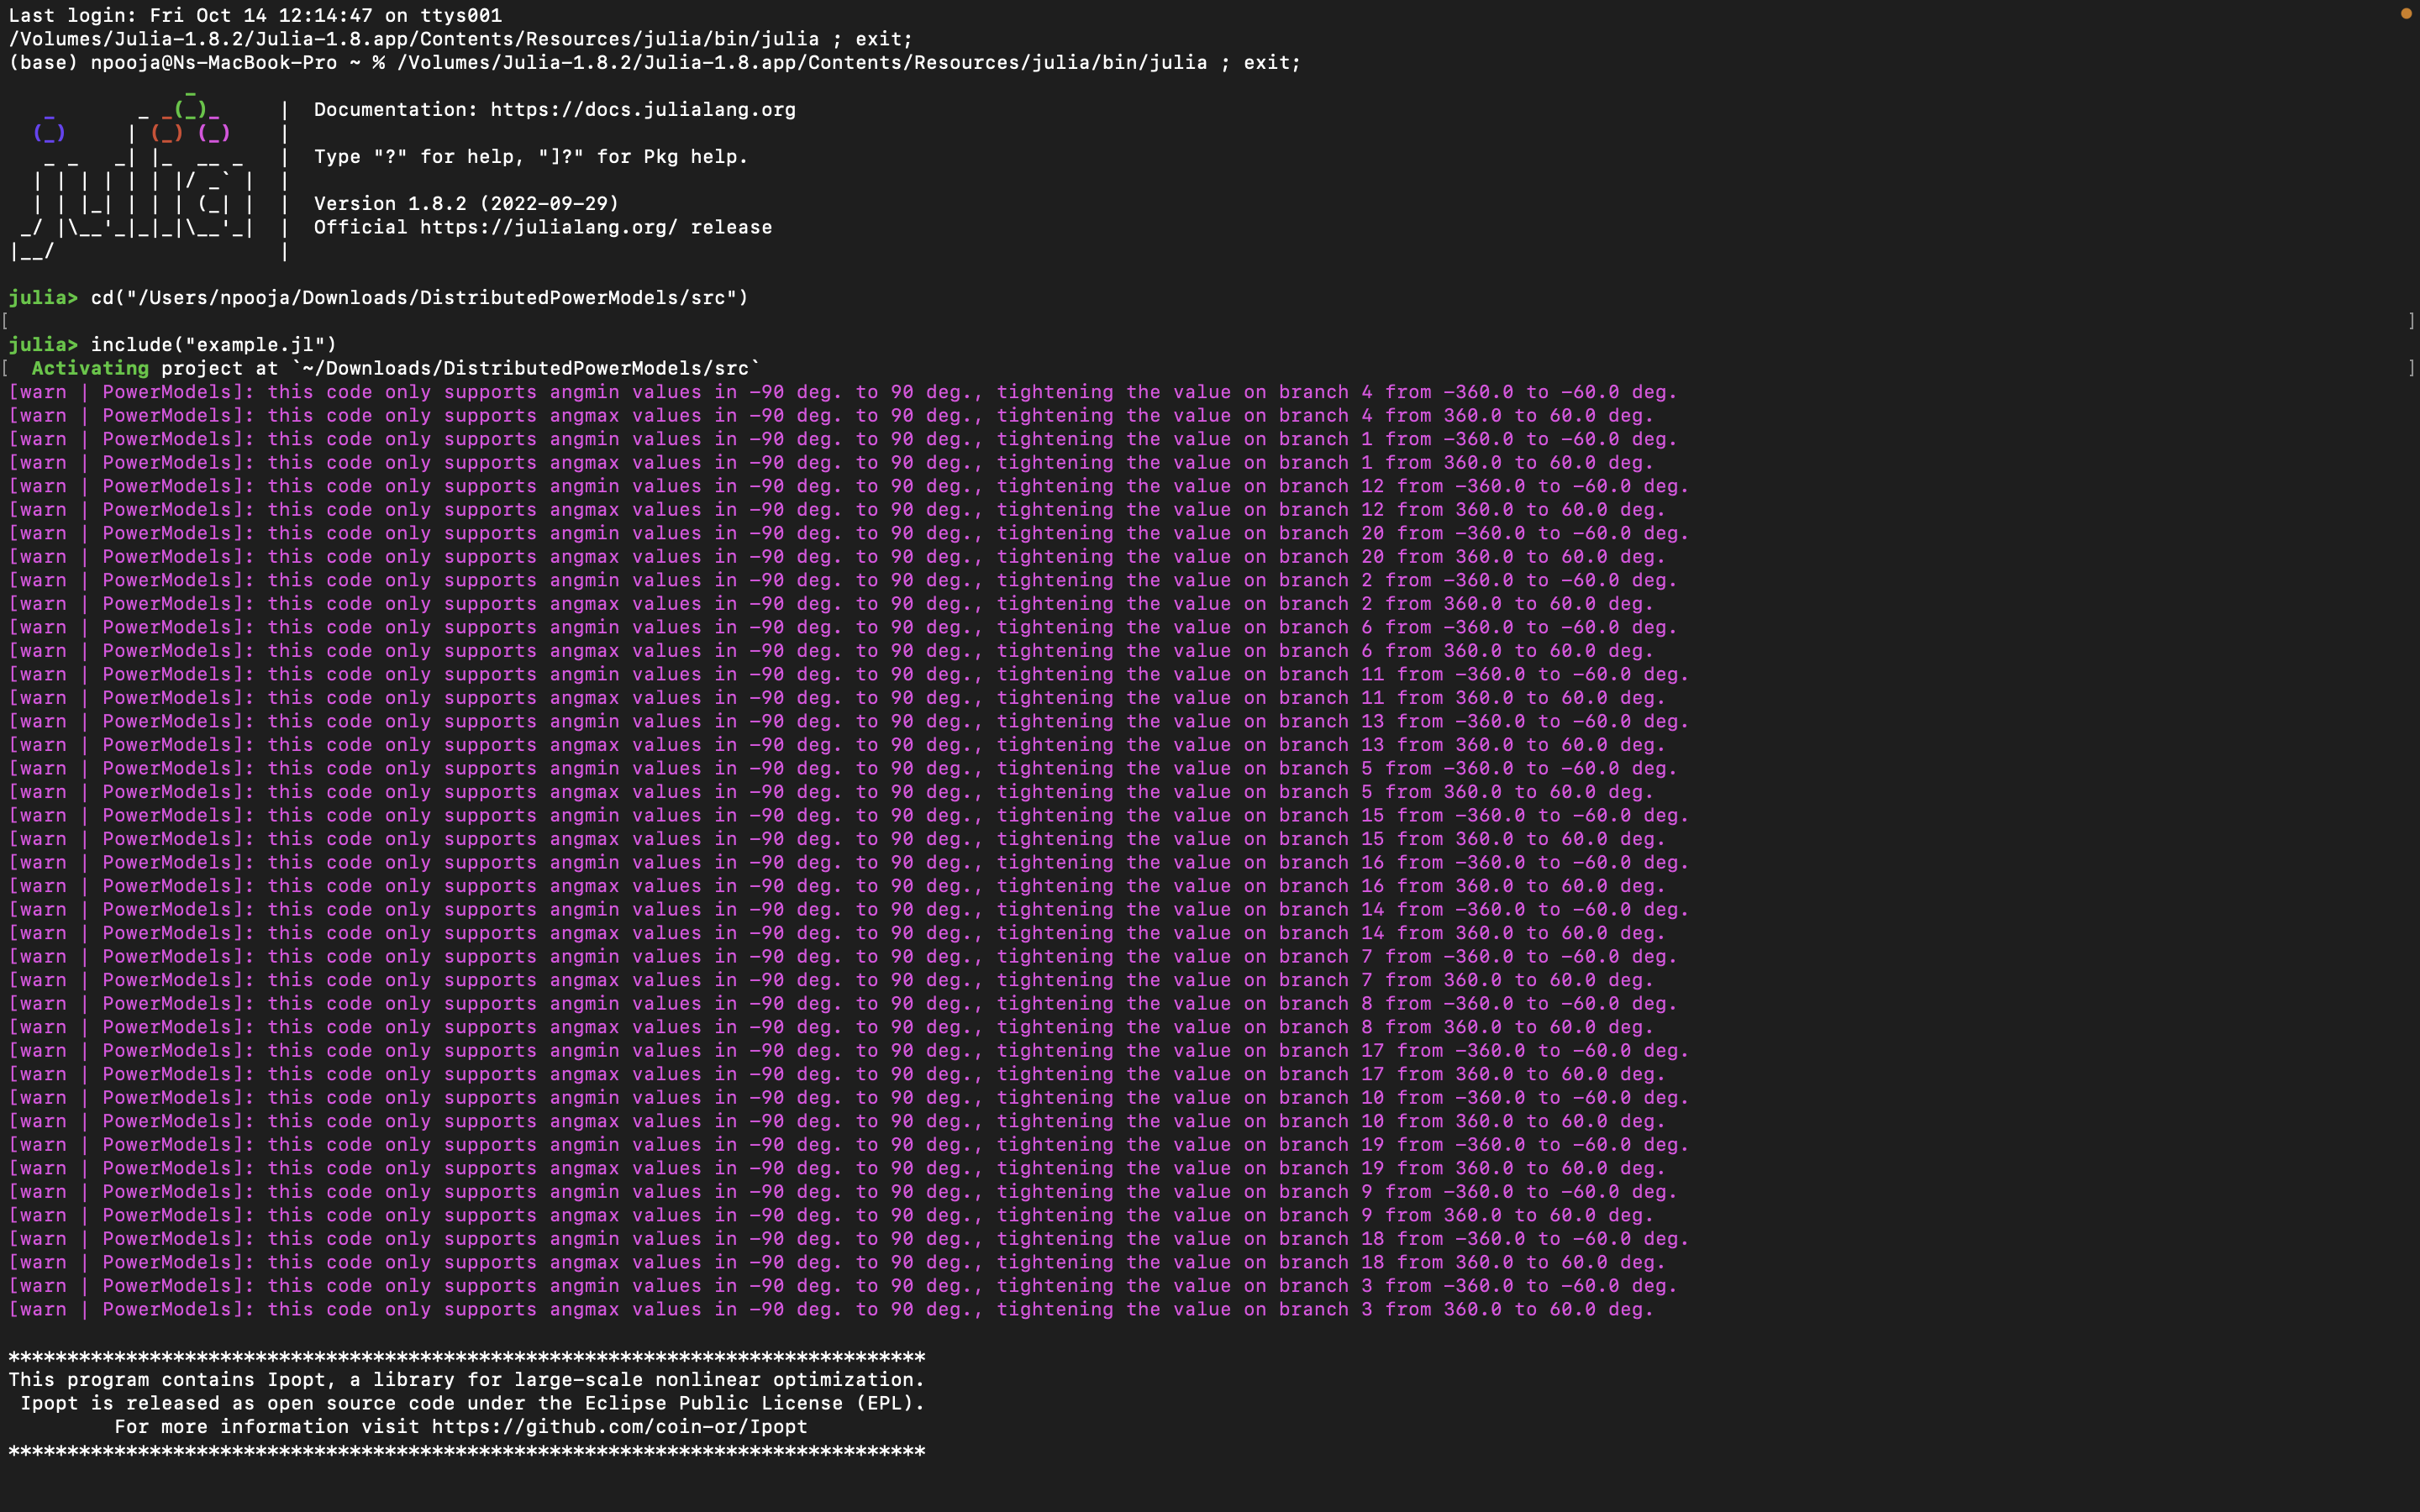 Last login: Fri Oct 14 12:14:47 on ttys001
/Volumes/Julia-1.8.2/Julia-1.8.app/Contents/Resources/julia/bin/julia ; exit;
(base) npooja@Ns-MacBook-Pro ~ % /Volumes/Julia-1.8.2/Julia-1.8.app/Contents/Resources/julia/bin/julia ; exit;
               _
   _       _ _(_)_     |  Documentation: https://docs.julialang.org
  (_)     | (_) (_)    |
   _ _   _| |_  __ _   |  Type "?" for help, "]?" for Pkg help.
  | | | | | | |/ _` |  |
  | | |_| | | | (_| |  |  Version 1.8.2 (2022-09-29)
 _/ |\__'_|_|_|\__'_|  |  Official https://julialang.org/ release
|__/                   |
julia> cd("/Users/npooja/Downloads/DistributedPowerModels/src")
[ ]
julia> include("example.jl")
[  Activating project at `~/Downloads/DistributedPowerModels/src` ]
[warn | PowerModels]: this code only supports angmin values in -90 deg. to 90 deg., tightening the value on branch 4 from -360.0 to -60.0 deg.
[warn | PowerModels]: this code only supports angmax values in -90 deg. to 90 deg., tightening the value on branch 4 from 360.0 to 60.0 deg.
[warn | PowerModels]: this code only supports angmin values in -90 deg. to 90 deg., tightening the value on branch 1 from -360.0 to -60.0 deg.
[warn | PowerModels]: this code only supports angmax values in -90 deg. to 90 deg., tightening the value on branch 1 from 360.0 to 60.0 deg.
[warn | PowerModels]: this code only supports angmin values in -90 deg. to 90 deg., tightening the value on branch 12 from -360.0 to -60.0 deg.
[warn | PowerModels]: this code only supports angmax values in -90 deg. to 90 deg., tightening the value on branch 12 from 360.0 to 60.0 deg.
[warn | PowerModels]: this code only supports angmin values in -90 deg. to 90 deg., tightening the value on branch 20 from -360.0 to -60.0 deg.
[warn | PowerModels]: this code only supports angmax values in -90 deg. to 90 deg., tightening the value on branch 20 from 360.0 to 60.0 deg.
[warn | PowerModels]: this code only supports angmin values in -90 deg. to 90 deg., tightening the value on branch 2 from -360.0 to -60.0 deg.
[warn | PowerModels]: this code only supports angmax values in -90 deg. to 90 deg., tightening the value on branch 2 from 360.0 to 60.0 deg.
[warn | PowerModels]: this code only supports angmin values in -90 deg. to 90 deg., tightening the value on branch 6 from -360.0 to -60.0 deg.
[warn | PowerModels]: this code only supports angmax values in -90 deg. to 90 deg., tightening the value on branch 6 from 360.0 to 60.0 deg.
[warn | PowerModels]: this code only supports angmin values in -90 deg. to 90 deg., tightening the value on branch 11 from -360.0 to -60.0 deg.
[warn | PowerModels]: this code only supports angmax values in -90 deg. to 90 deg., tightening the value on branch 11 from 360.0 to 60.0 deg.
[warn | PowerModels]: this code only supports angmin values in -90 deg. to 90 deg., tightening the value on branch 13 from -360.0 to -60.0 deg.
[warn | PowerModels]: this code only supports angmax values in -90 deg. to 90 deg., tightening the value on branch 13 from 360.0 to 60.0 deg.
[warn | PowerModels]: this code only supports angmin values in -90 deg. to 90 deg., tightening the value on branch 5 from -360.0 to -60.0 deg.
[warn | PowerModels]: this code only supports angmax values in -90 deg. to 90 deg., tightening the value on branch 5 from 360.0 to 60.0 deg.
[warn | PowerModels]: this code only supports angmin values in -90 deg. to 90 deg., tightening the value on branch 15 from -360.0 to -60.0 deg.
[warn | PowerModels]: this code only supports angmax values in -90 deg. to 90 deg., tightening the value on branch 15 from 360.0 to 60.0 deg.
[warn | PowerModels]: this code only supports angmin values in -90 deg. to 90 deg., tightening the value on branch 16 from -360.0 to -60.0 deg.
[warn | PowerModels]: this code only supports angmax values in -90 deg. to 90 deg., tightening the value on branch 16 from 360.0 to 60.0 deg.
[warn | PowerModels]: this code only supports angmin values in -90 deg. to 90 deg., tightening the value on branch 14 from -360.0 to -60.0 deg.
[warn | PowerModels]: this code only supports angmax values in -90 deg. to 90 deg., tightening the value on branch 14 from 360.0 to 60.0 deg.
[warn | PowerModels]: this code only supports angmin values in -90 deg. to 90 deg., tightening the value on branch 7 from -360.0 to -60.0 deg.
[warn | PowerModels]: this code only supports angmax values in -90 deg. to 90 deg., tightening the value on branch 7 from 360.0 to 60.0 deg.
[warn | PowerModels]: this code only supports angmin values in -90 deg. to 90 deg., tightening the value on branch 8 from -360.0 to -60.0 deg.
[warn | PowerModels]: this code only supports angmax values in -90 deg. to 90 deg., tightening the value on branch 8 from 360.0 to 60.0 deg.
[warn | PowerModels]: this code only supports angmin values in -90 deg. to 90 deg., tightening the value on branch 17 from -360.0 to -60.0 deg.
[warn | PowerModels]: this code only supports angmax values in -90 deg. to 90 deg., tightening the value on branch 17 from 360.0 to 60.0 deg.
[warn | PowerModels]: this code only supports angmin values in -90 deg. to 90 deg., tightening the value on branch 10 from -360.0 to -60.0 deg.
[warn | PowerModels]: this code only supports angmax values in -90 deg. to 90 deg., tightening the value on branch 10 from 360.0 to 60.0 deg.
[warn | PowerModels]: this code only supports angmin values in -90 deg. to 90 deg., tightening the value on branch 19 from -360.0 to -60.0 deg.
[warn | PowerModels]: this code only supports angmax values in -90 deg. to 90 deg., tightening the value on branch 19 from 360.0 to 60.0 deg.
[warn | PowerModels]: this code only supports angmin values in -90 deg. to 90 deg., tightening the value on branch 9 from -360.0 to -60.0 deg.
[warn | PowerModels]: this code only supports angmax values in -90 deg. to 90 deg., tightening the value on branch 9 from 360.0 to 60.0 deg.
[warn | PowerModels]: this code only supports angmin values in -90 deg. to 90 deg., tightening the value on branch 18 from -360.0 to -60.0 deg.
[warn | PowerModels]: this code only supports angmax values in -90 deg. to 90 deg., tightening the value on branch 18 from 360.0 to 60.0 deg.
[warn | PowerModels]: this code only supports angmin values in -90 deg. to 90 deg., tightening the value on branch 3 from -360.0 to -60.0 deg.
[warn | PowerModels]: this code only supports angmax values in -90 deg. to 90 deg., tightening the value on branch 3 from 360.0 to 60.0 deg.
******************************************************************************
This program contains Ipopt, a library for large-scale nonlinear optimization.
 Ipopt is released as open source code under the Eclipse Public License (EPL).
         For more information visit https://github.com/coin-or/Ipopt
******************************************************************************